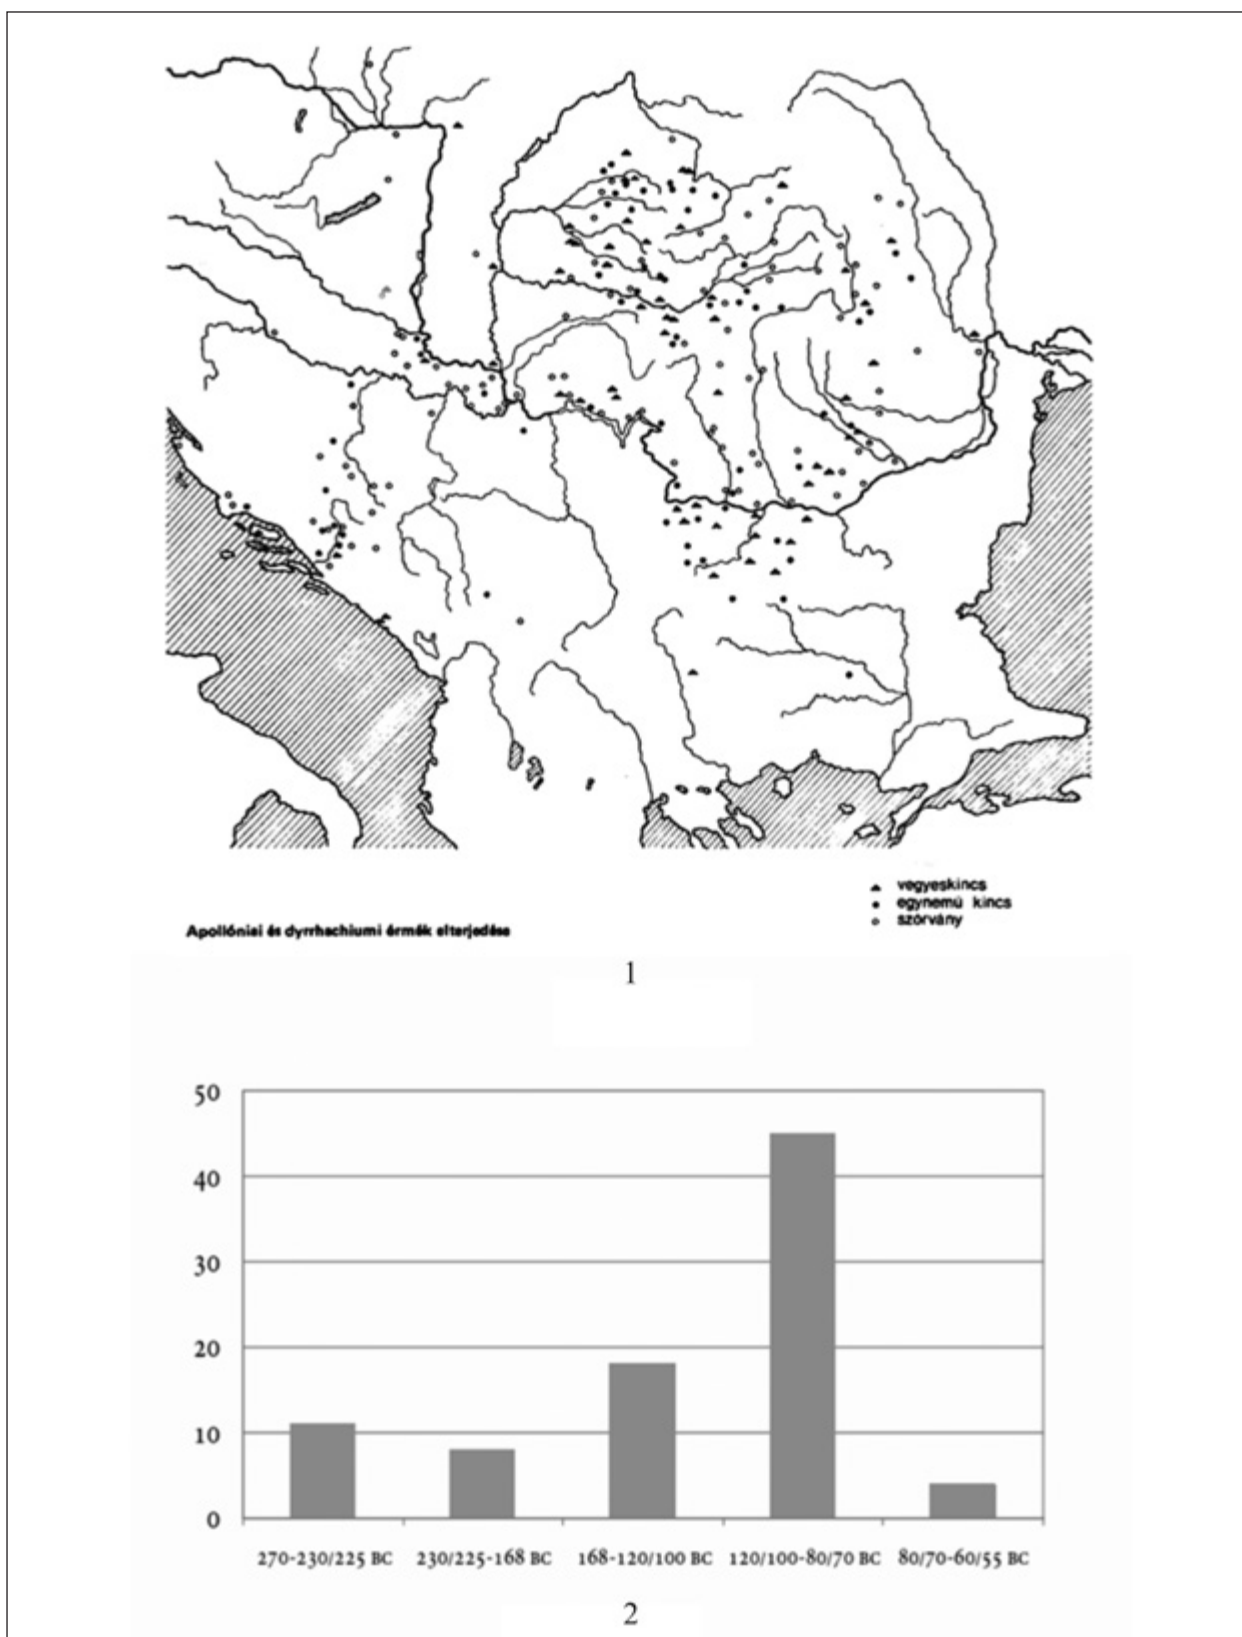 vegyeskincs
egynemű kincs
szórvány
Apollóniai és dyrrhachiumi érmék elterjedése
1
50
40
30
20
10
0
270-230/225 BC 230/225-168 BC 168-120/100 BC 120/100-80/70 BC 80/70-60/55 BC
2